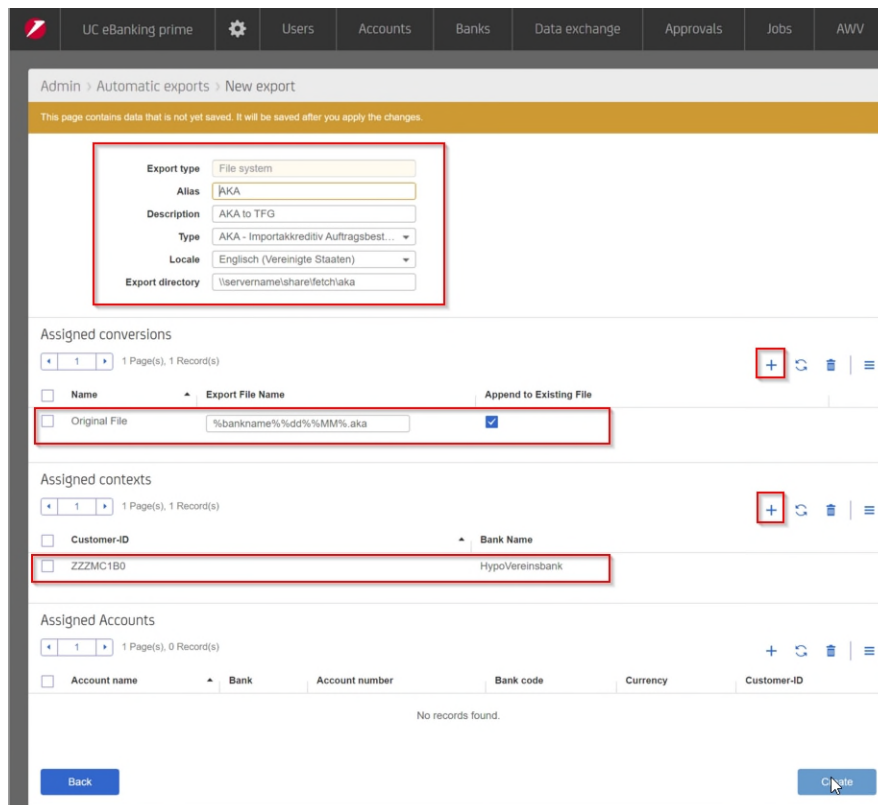 UC eBanking prime Users Accounts Banks Data exchange Approvals Jobs AWV
Admin > Automatic exports > New export
This page contains data that is not yet saved. It will be saved after you apply the changes.
Export type File system
Alias AKA
Description AKA to TFG
Type AKA - Importakkreditiv Auftragsbest...
Locale Englisch (Vereinigte Staaten)
Export directory \\servername\share\fetch\aka
Assigned conversions
1 1 Page(s), 1 Record(s)
Name Export File Name Append to Existing File
Original File %bankname%%dd%%MM%.aka
Assigned contexts
1 1 Page(s), 1 Record(s)
Customer-ID Bank Name
ZZZMC1B0 HypoVereinsbank
Assigned Accounts
1 1 Page(s), 0 Record(s)
Account name Bank Account number Bank code Currency Customer-ID
No records found.
Back Create